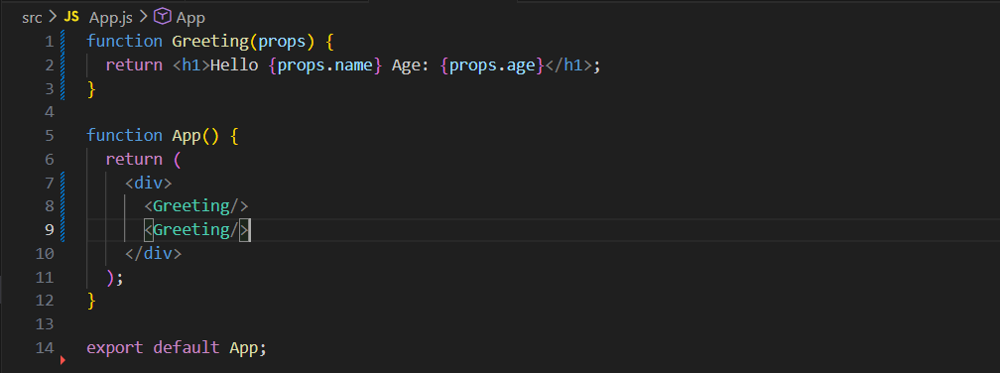 src > JS App.js > App
1 function Greeting(props) {
2 return <h1>Hello {props.name} Age: {props.age}</h1>;
3 }
4
5 function App() {
6 return (
7 <div>
8 <Greeting/>
9 <Greeting/>
10 </div>
11 );
12 }
13
14 export default App;